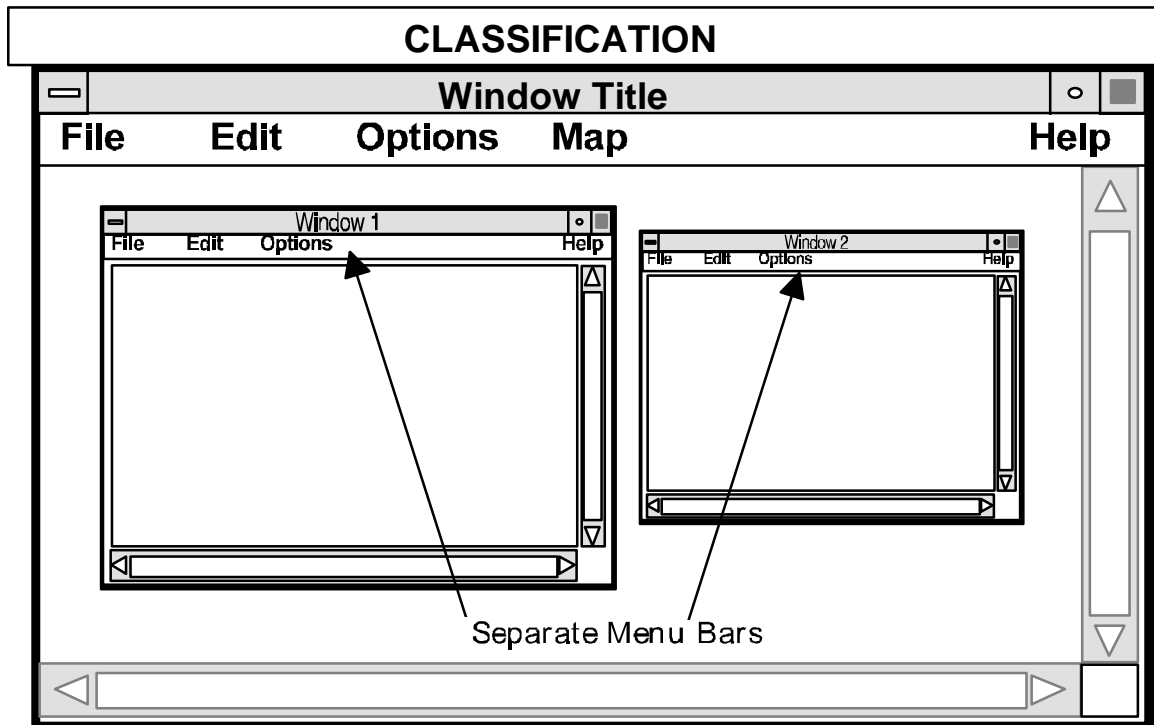 CLASSIFICATION
Window Title
File Edit Options Map Help
Window 1
File Edit Options Help
Window 2
File Edit Options Help
Separate Menu Bars